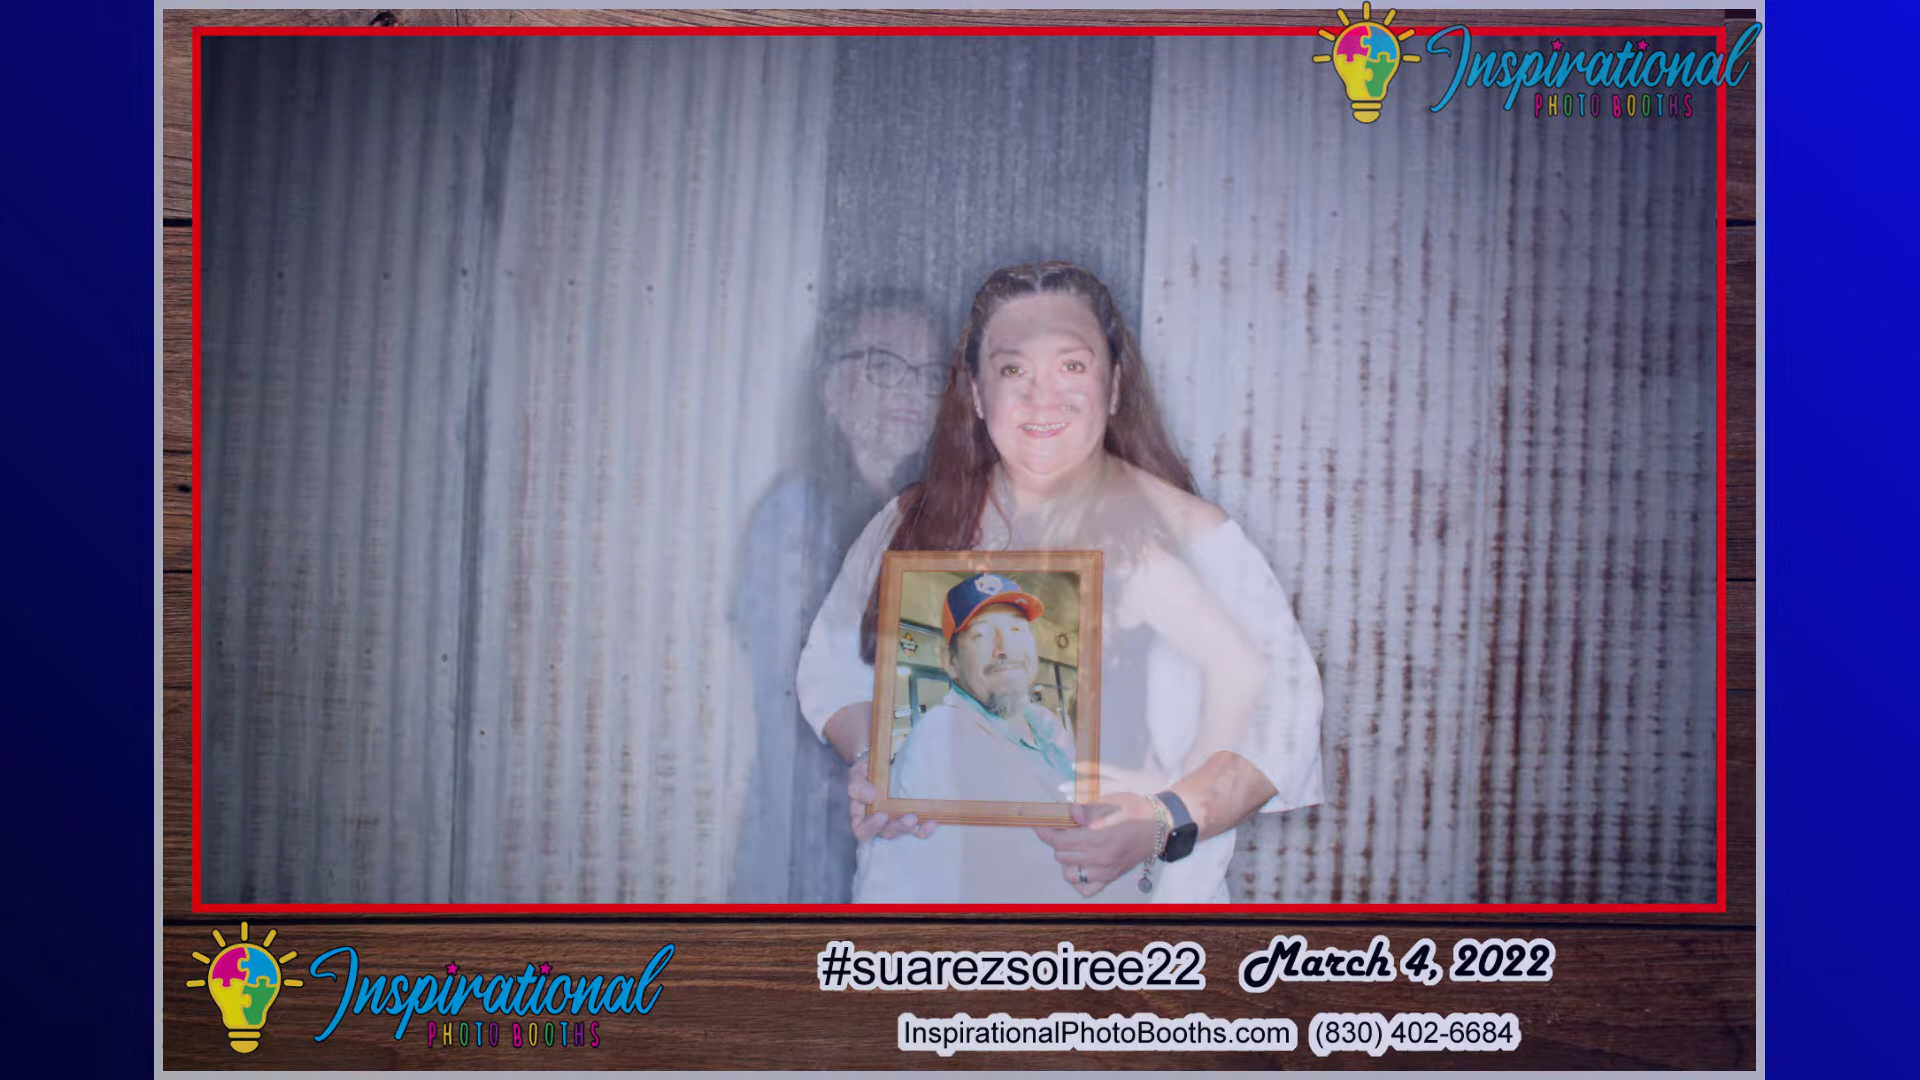 Inspirational
PHOTO BOOTHS
Inspirational
PHOTO BOOTHS
#suarezsoiree22
March 4, 2022
InspirationalPhotoBooths.com
(830) 402-6684